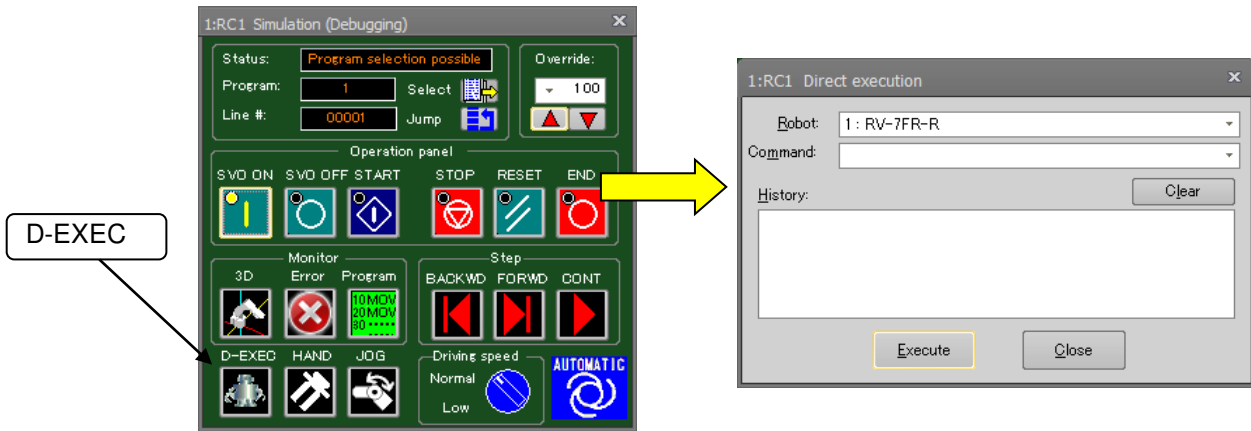 D-EXEC
1:RC1 Simulation (Debugging)
Status: Program selection possible
Program: 1 Select
Line #: 00001 Jump
Override:
100
Operation panel
SVO ON SVO OFF START STOP RESET END
Monitor
3D Error Program
10MOV
20MOV
30
Step
BACKWD FORWD CONT
D-EXEC HAND JOG
Driving speed
Normal
Low
AUTOMATIC
1:RC1 Direct execution
Robot: 1 : RV-7FR-R
Command:
History:
Clear
Execute Close